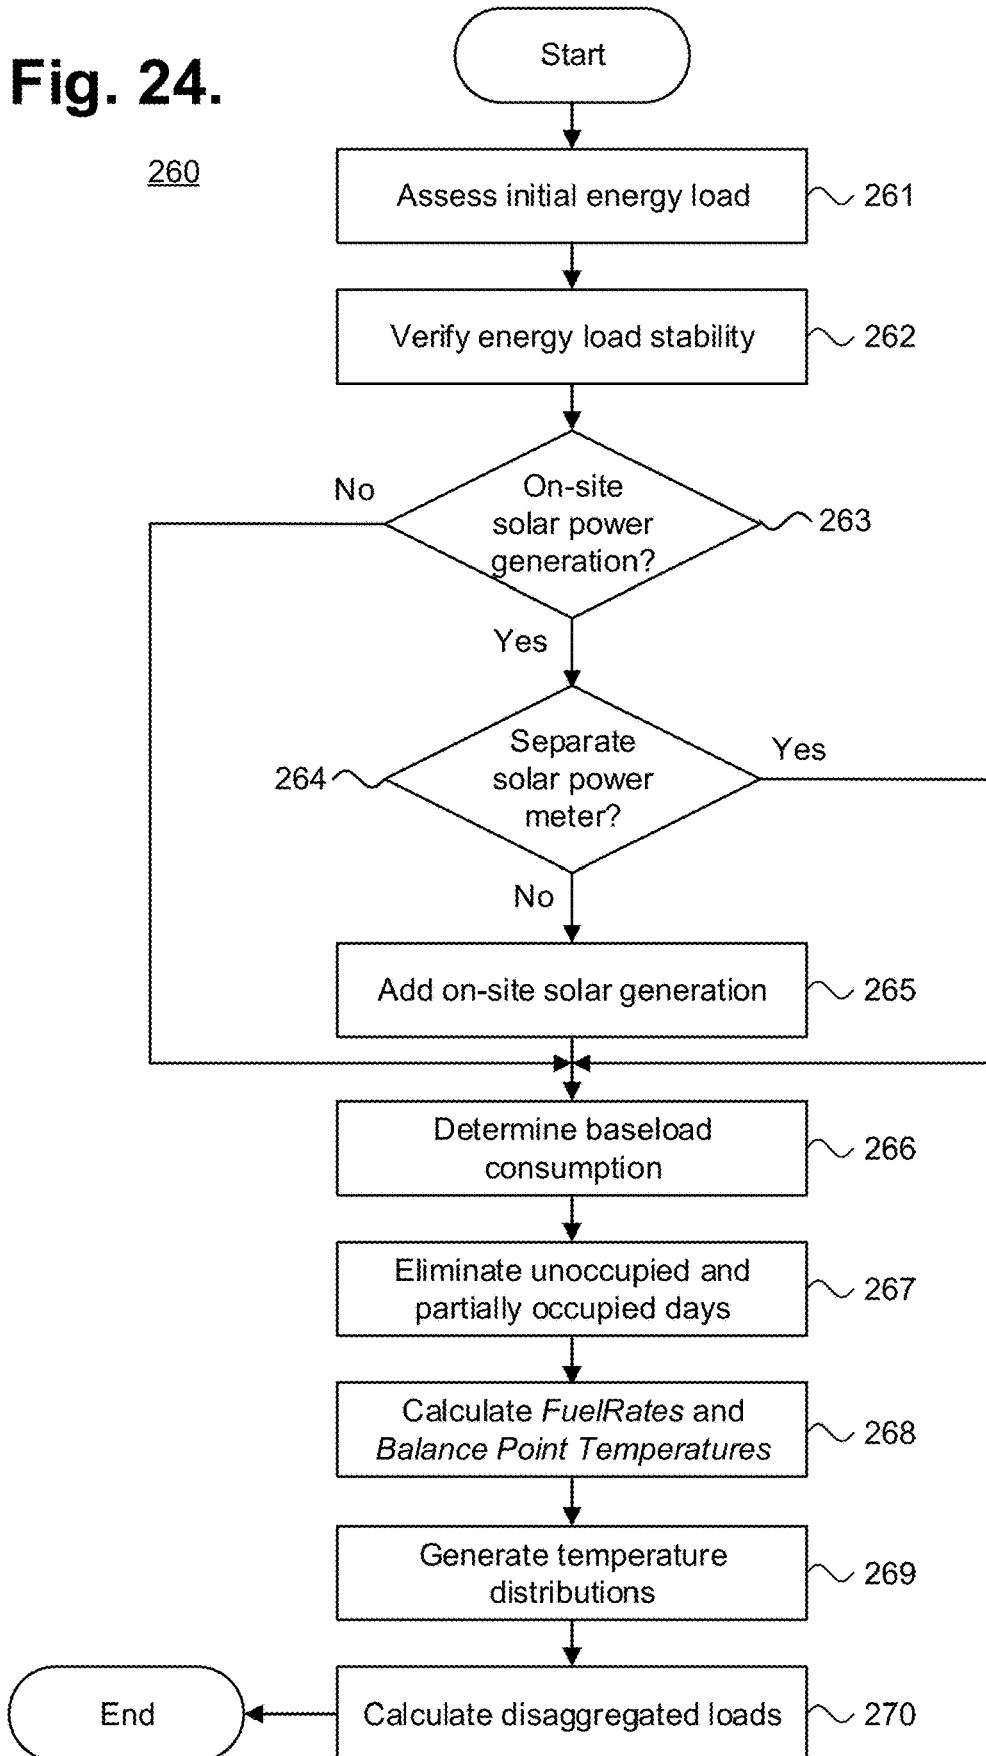 Fig. 24.
260
Start
Assess initial energy load
261
Verify energy load stability
262
On-site
solar power
generation?
263
No
Yes
Separate
solar power
meter?
264
Yes
No
Add on-site solar generation
265
Determine baseload
consumption
266
Eliminate unoccupied and
partially occupied days
267
Calculate FuelRates and
Balance Point Temperatures
268
Generate temperature
distributions
269
Calculate disaggregated loads
270
End